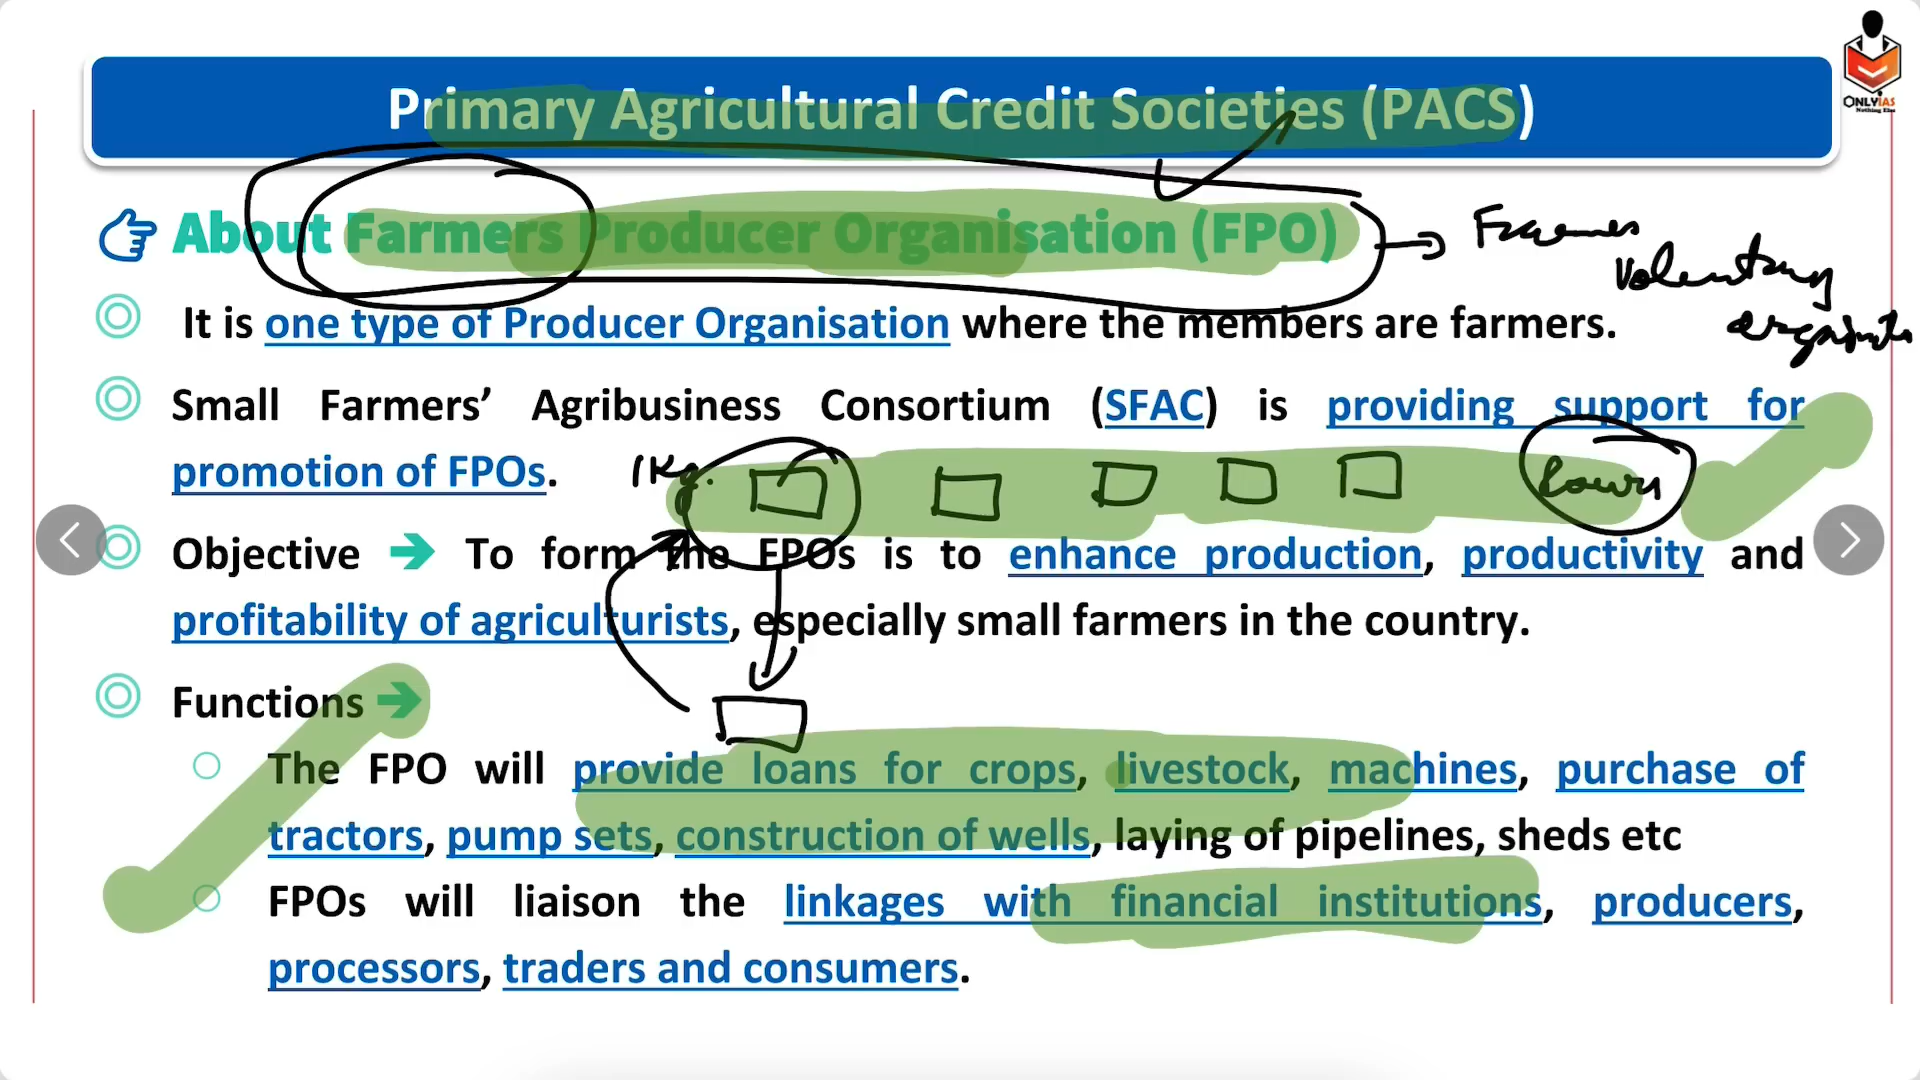 Primary Agricultural Credit Societies (PACS)
ONLYIAS
Nothing Else
About Farmers Producer Organisation (FPO)
Farmers
voluntary
It is one type of Producer Organisation where the members are farmers.
Small Farmers’ Agribusiness Consortium (SFAC) is providing support for
promotion of FPOs.
1Kg.
Objective ➔ To form the FPOs is to enhance production, productivity and
profitability of agriculturists, especially small farmers in the country.
Functions ➔
The FPO will provide loans for crops, livestock, machines, purchase of
tractors, pump sets, construction of wells, laying of pipelines, sheds etc
FPOs will liaison the linkages with financial institutions, producers,
processors, traders and consumers.